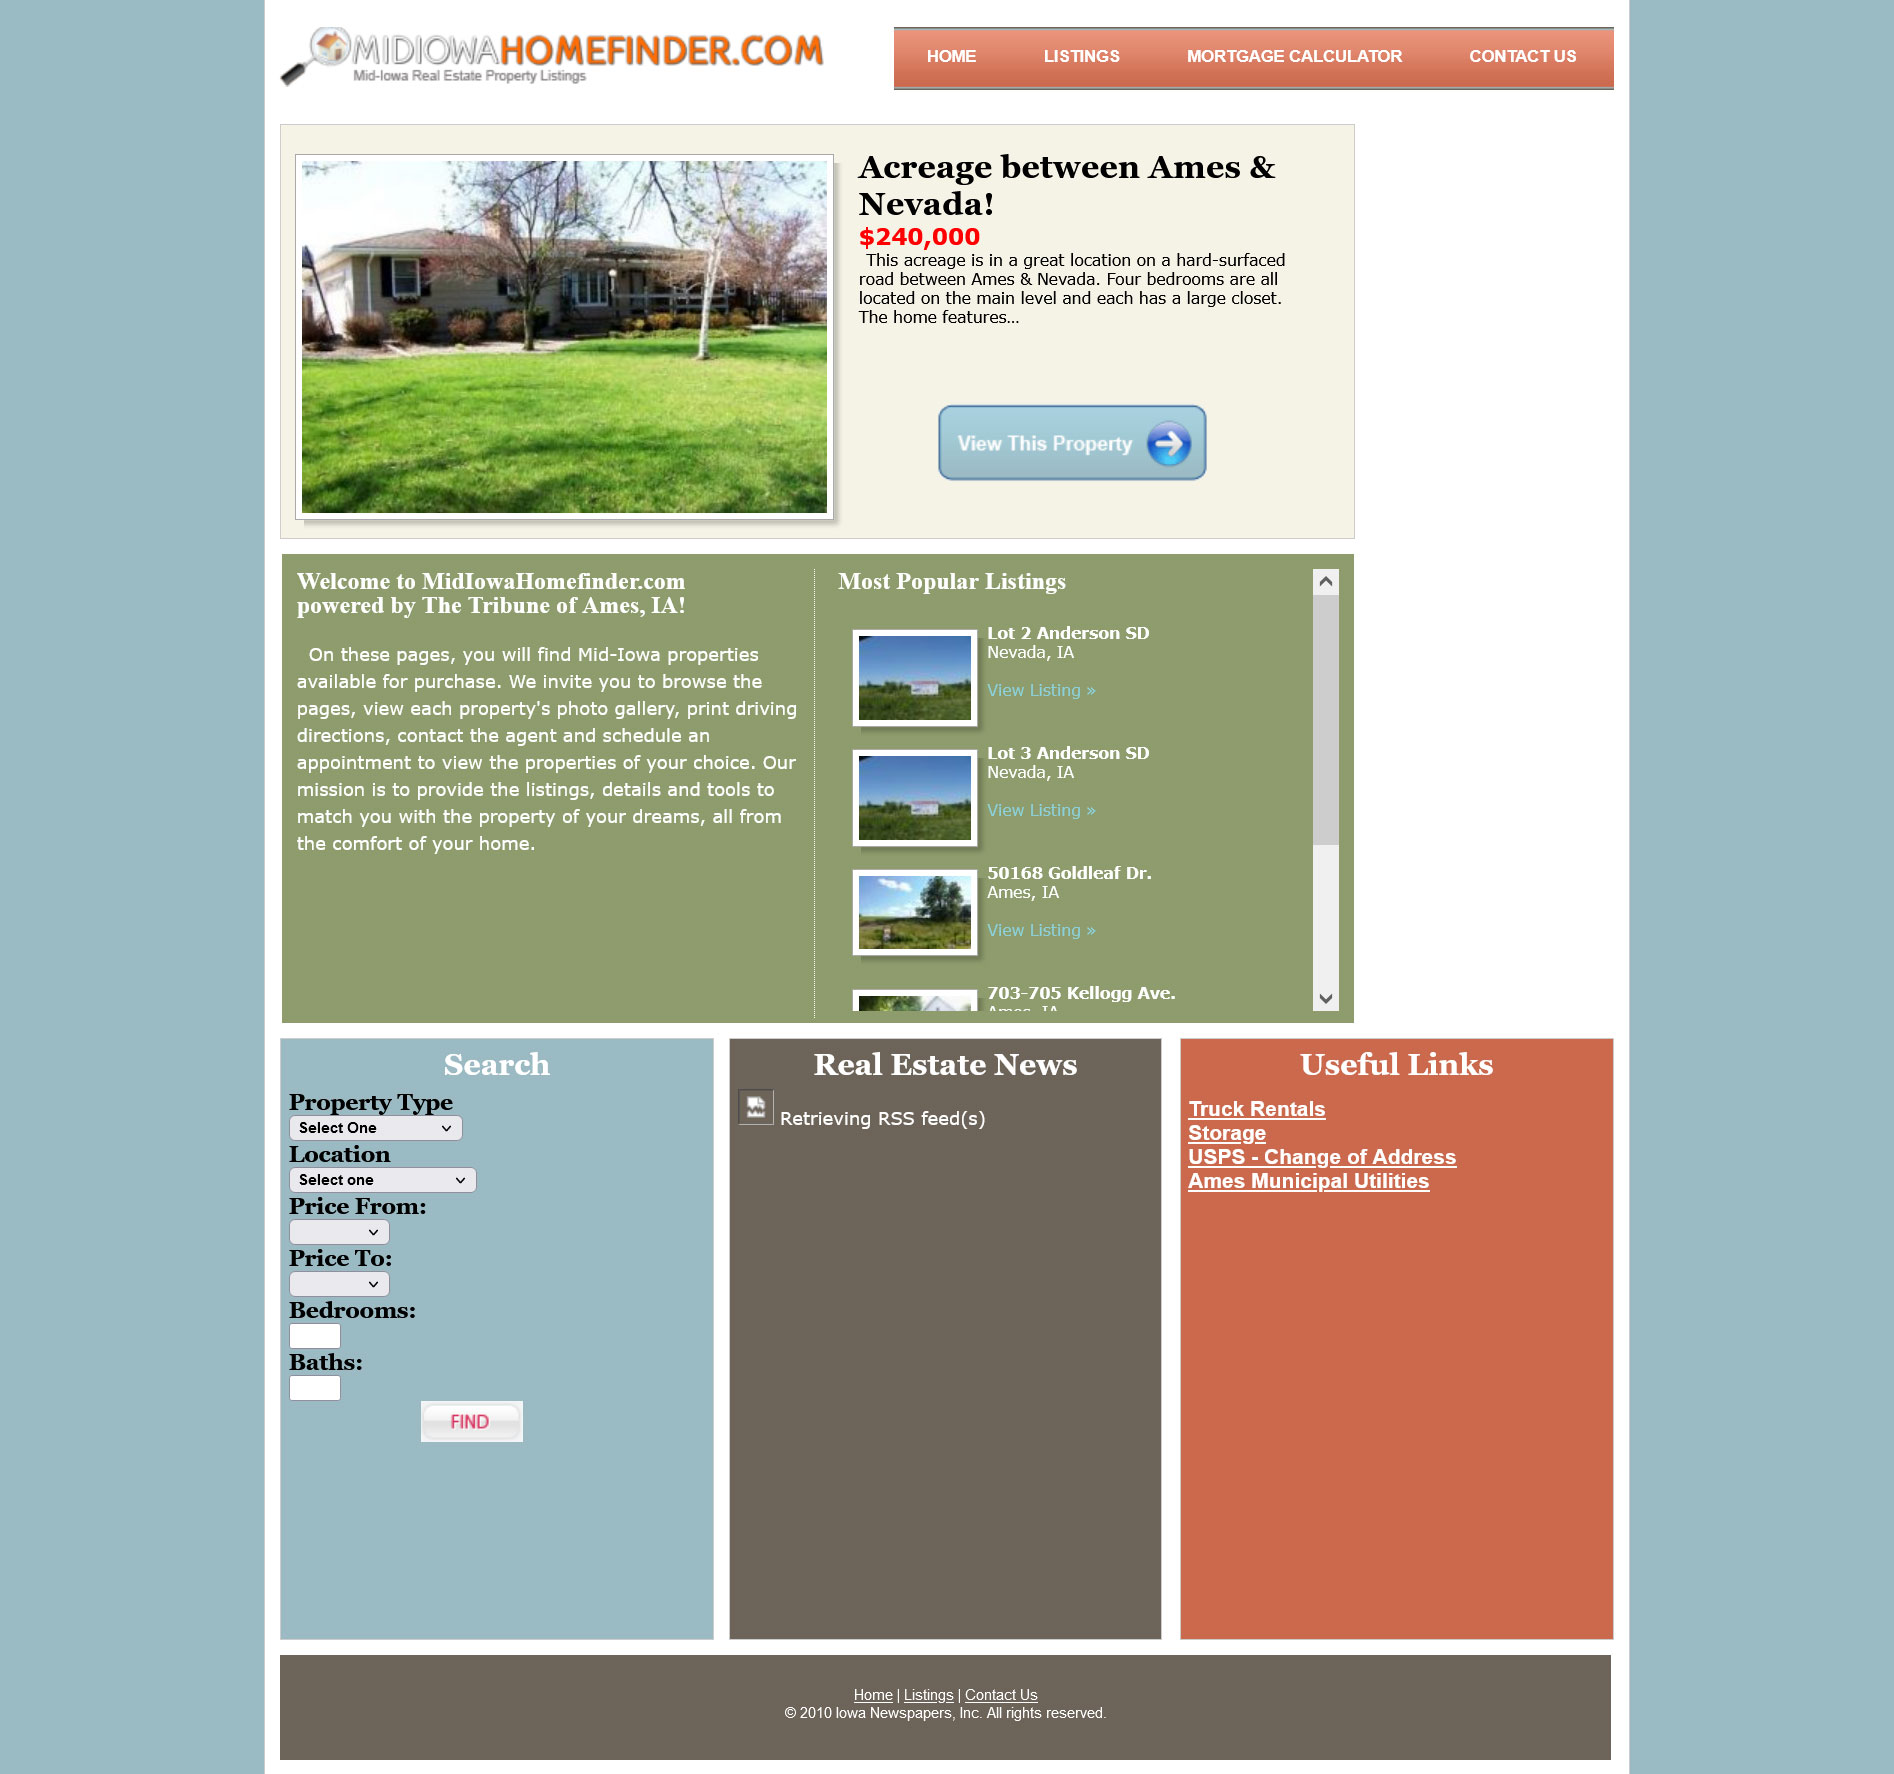 MIDIOWAHOMEFINDER.COM
Mid-Iowa Real Estate Property Listings
HOME
LISTINGS
MORTGAGE CALCULATOR
CONTACT US
Acreage between Ames &
Nevada!
$240,000
This acreage is in a great location on a hard-surfaced
road between Ames & Nevada. Four bedrooms are all
located on the main level and each has a large closet.
The home features...
View This Property
Welcome to MidIowaHomefinder.com
powered by The Tribune of Ames, IA!
On these pages, you will find Mid-Iowa properties
available for purchase. We invite you to browse the
pages, view each property's photo gallery, print driving
directions, contact the agent and schedule an
appointment to view the properties of your choice. Our
mission is to provide the listings, details and tools to
match you with the property of your dreams, all from
the comfort of your home.
Most Popular Listings
Lot 2 Anderson SD
Nevada, IA
View Listing »
Lot 3 Anderson SD
Nevada, IA
View Listing »
50168 Goldleaf Dr.
Ames, IA
View Listing »
703-705 Kellogg Ave.
Ames, IA
Search
Property Type
Select One
Location
Select one
Price From:
Price To:
Bedrooms:
Baths:
FIND
Real Estate News
Retrieving RSS feed(s)
Useful Links
Truck Rentals
Storage
USPS - Change of Address
Ames Municipal Utilities
Home | Listings | Contact Us
© 2010 Iowa Newspapers, Inc. All rights reserved.